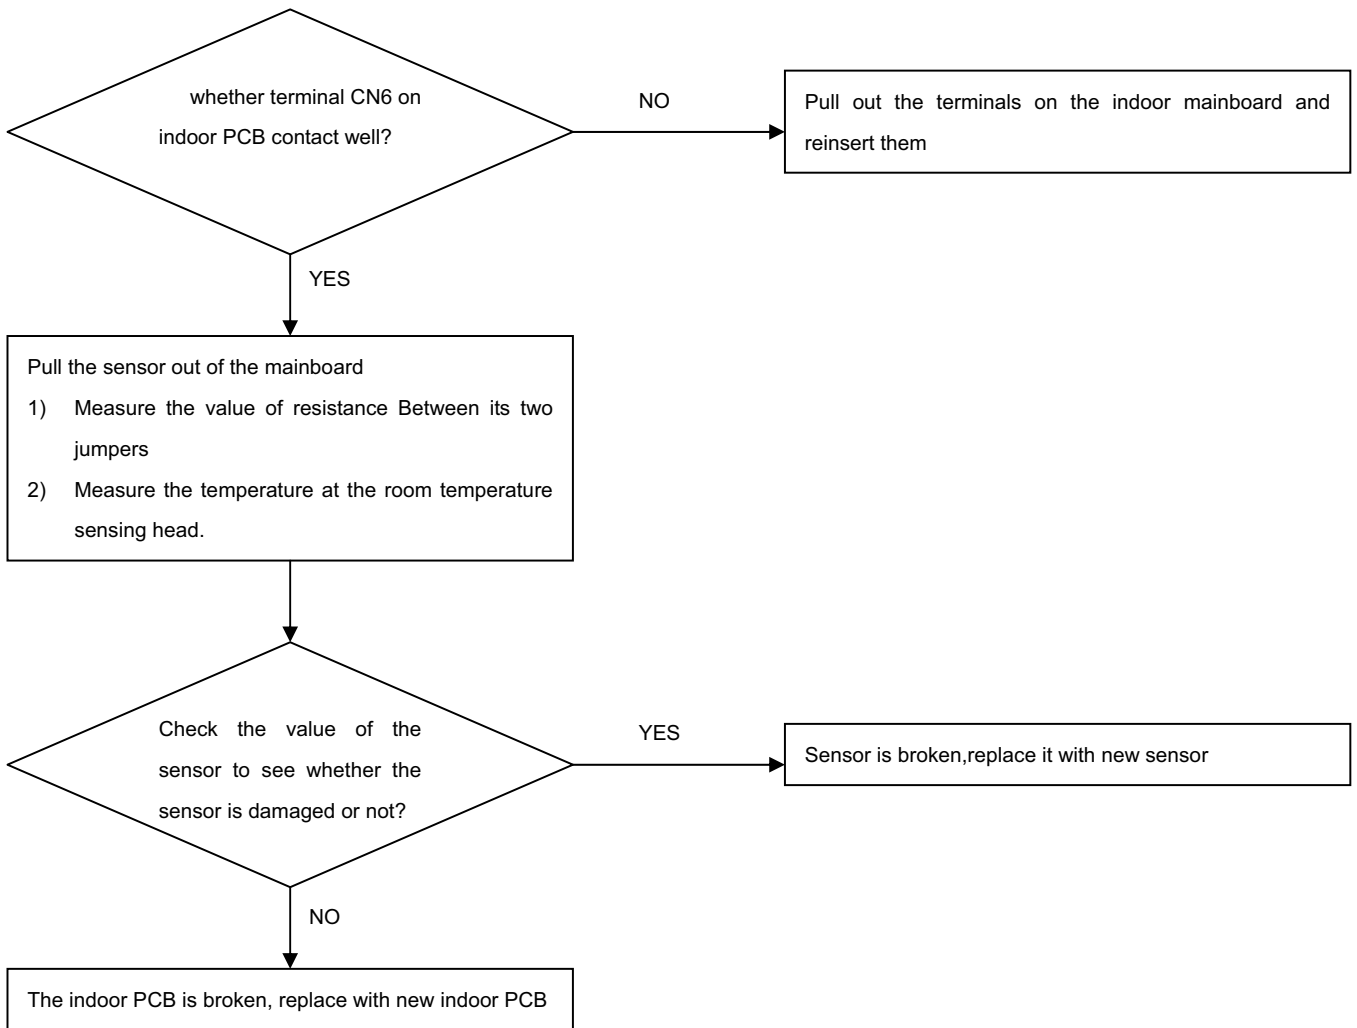 whether terminal CN6 on
indoor PCB contact well?
NO
Pull out the terminals on the indoor mainboard and
reinsert them
YES
Pull the sensor out of the mainboard
1) Measure the value of resistance Between its two
jumpers
2) Measure the temperature at the room temperature
sensing head.
Check the value of the
sensor to see whether the
sensor is damaged or not?
YES
Sensor is broken,replace it with new sensor
NO
The indoor PCB is broken, replace with new indoor PCB